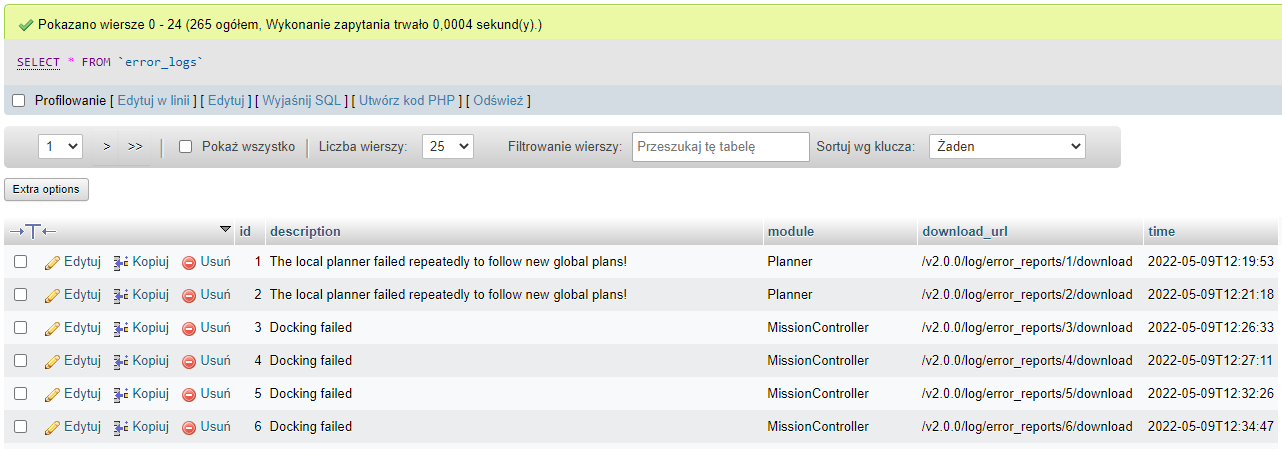 Pokazano wiersze 0 - 24 (265 ogółem, Wykonanie zapytania trwało 0,0004 sekund(y).)
SELECT * FROM `error_logs`
Profilowanie [ Edytuj w linii ] [ Edytuj ] [ Wyjaśnij SQL ] [ Utwórz kod PHP ] [ Odśwież ]
1 > >> | Pokaż wszystko | Liczba wierszy: 25 Filtrowanie wierszy: Przeszukaj tę tabelę Sortuj wg klucza: Żaden
Extra options
id description module download_url time
Edytuj Kopiuj Usuń 1 The local planner failed repeatedly to follow new global plans! Planner /v2.0.0/log/error_reports/1/download 2022-05-09T12:19:53
Edytuj Kopiuj Usuń 2 The local planner failed repeatedly to follow new global plans! Planner /v2.0.0/log/error_reports/2/download 2022-05-09T12:21:18
Edytuj Kopiuj Usuń 3 Docking failed MissionController /v2.0.0/log/error_reports/3/download 2022-05-09T12:26:33
Edytuj Kopiuj Usuń 4 Docking failed MissionController /v2.0.0/log/error_reports/4/download 2022-05-09T12:27:11
Edytuj Kopiuj Usuń 5 Docking failed MissionController /v2.0.0/log/error_reports/5/download 2022-05-09T12:32:26
Edytuj Kopiuj Usuń 6 Docking failed MissionController /v2.0.0/log/error_reports/6/download 2022-05-09T12:34:47